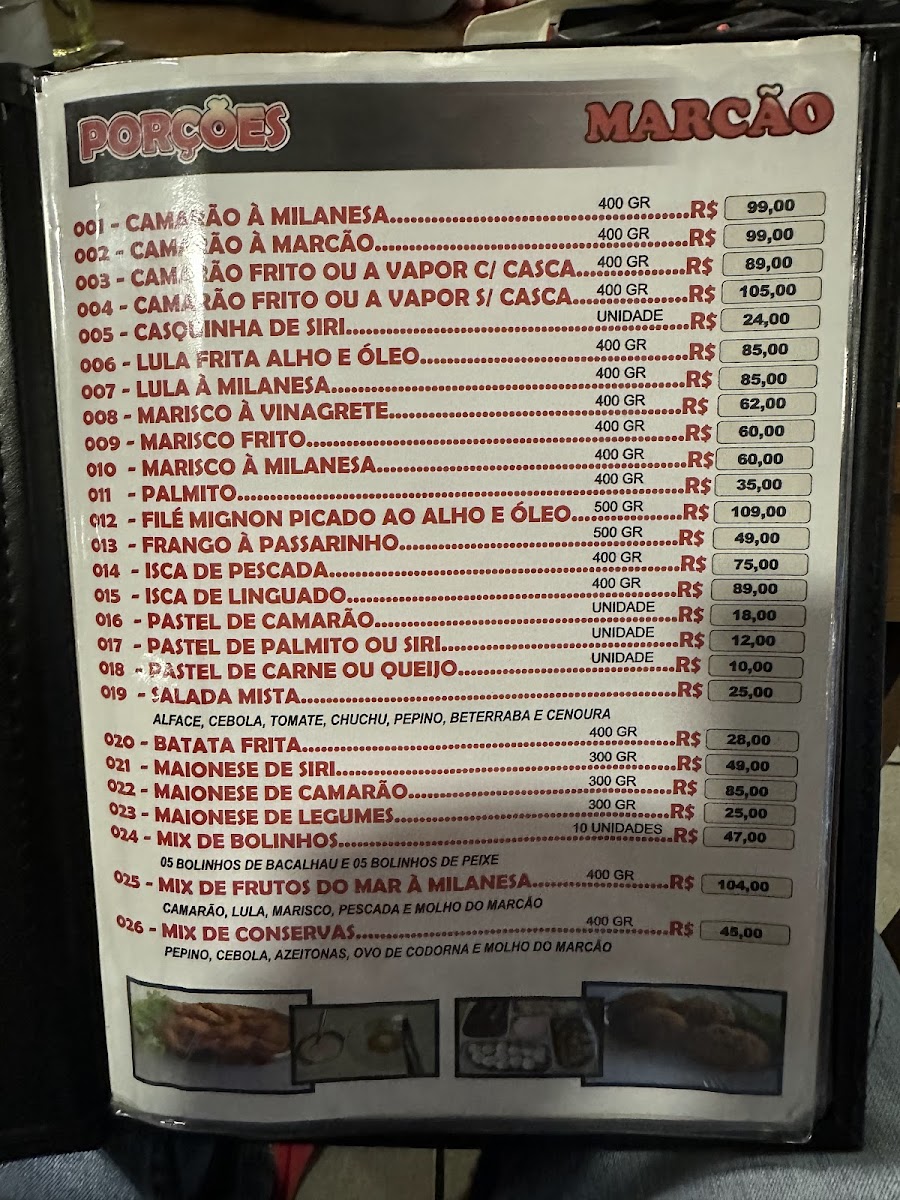 PORÇÕES MARCÃO
001 - CAMARÃO À MILANESA 400 GR R$ 99,00
002 - CAMARÃO À MARCÃO 400 GR R$ 99,00
003 - CAMARÃO FRITO OU A VAPOR C/ CASCA 400 GR R$ 89,00
004 - CAMARÃO FRITO OU A VAPOR S/ CASCA 400 GR R$ 105,00
005 - CASQUINHA DE SIRI UNIDADE R$ 24,00
006 - LULA FRITA ALHO E ÓLEO 400 GR R$ 85,00
007 - LULA À MILANESA 400 GR R$ 85,00
008 - MARISCO À VINAGRETE 400 GR R$ 62,00
009 - MARISCO FRITO 400 GR R$ 60,00
010 - MARISCO À MILANESA 400 GR R$ 60,00
011 - PALMITO 400 GR R$ 35,00
012 - FILÉ MIGNON PICADO AO ALHO E ÓLEO 500 GR R$ 109,00
013 - FRANGO À PASSARINHO 500 GR R$ 49,00
014 - ISCA DE PESCADA 400 GR R$ 75,00
015 - ISCA DE LINGUADO 400 GR R$ 89,00
016 - PASTEL DE CAMARÃO UNIDADE R$ 18,00
017 - PASTEL DE PALMITO OU SIRI UNIDADE R$ 12,00
018 - PASTEL DE CARNE OU QUEIJO UNIDADE R$ 10,00
019 - SALADA MISTA R$ 25,00
ALFACE, CEBOLA, TOMATE, CHUCHU, PEPINO, BETERRABA E CENOURA
020 - BATATA FRITA 400 GR R$ 28,00
021 - MAIONESE DE SIRI 300 GR R$ 49,00
022 - MAIONESE DE CAMARÃO 300 GR R$ 85,00
023 - MAIONESE DE LEGUMES 300 GR R$ 25,00
024 - MIX DE BOLINHOS 10 UNIDADES R$ 47,00
05 BOLINHOS DE BACALHAU E 05 BOLINHOS DE PEIXE
025 - MIX DE FRUTOS DO MAR À MILANESA 400 GR R$ 104,00
CAMARÃO, LULA, MARISCO, PESCADA E MOLHO DO MARCÃO
026 - MIX DE CONSERVAS 400 GR R$ 45,00
PEPINO, CEBOLA, AZEITONAS, OVO DE CODORNA E MOLHO DO MARCÃO